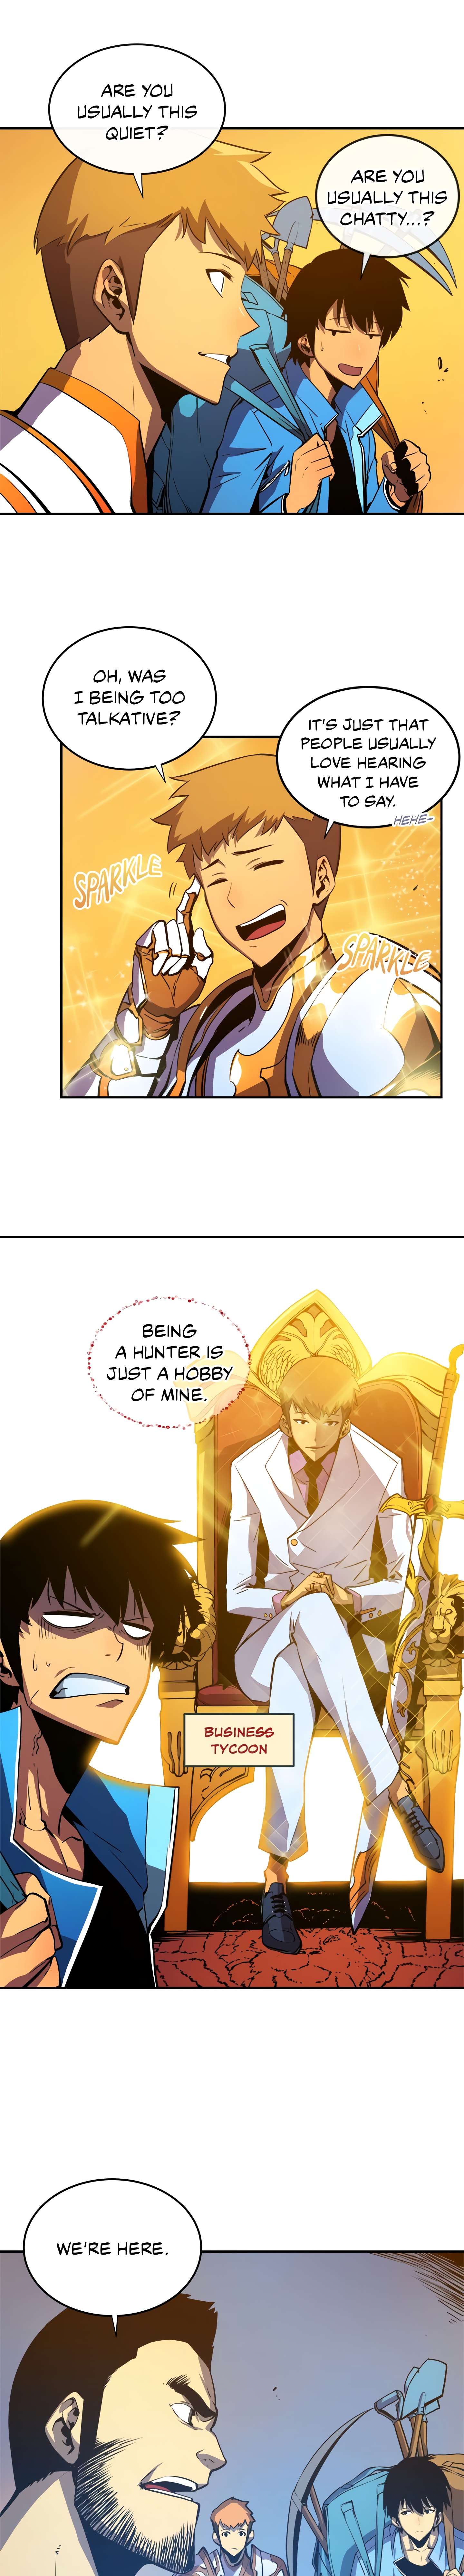 ARE YOU
USUALLY THIS
QUIET?
ARE YOU
USUALLY THIS
CHATTY...?
OH, WAS
I BEING TOO
TALKATIVE?
IT'S JUST THAT
PEOPLE USUALLY
LOVE HEARING
WHAT I HAVE
TO SAY.
HEHE~
SPARKLE
SPARKLE
BEING
A HUNTER IS
JUST A HOBBY
OF MINE.
BUSINESS
TYCOON
WE'RE HERE.